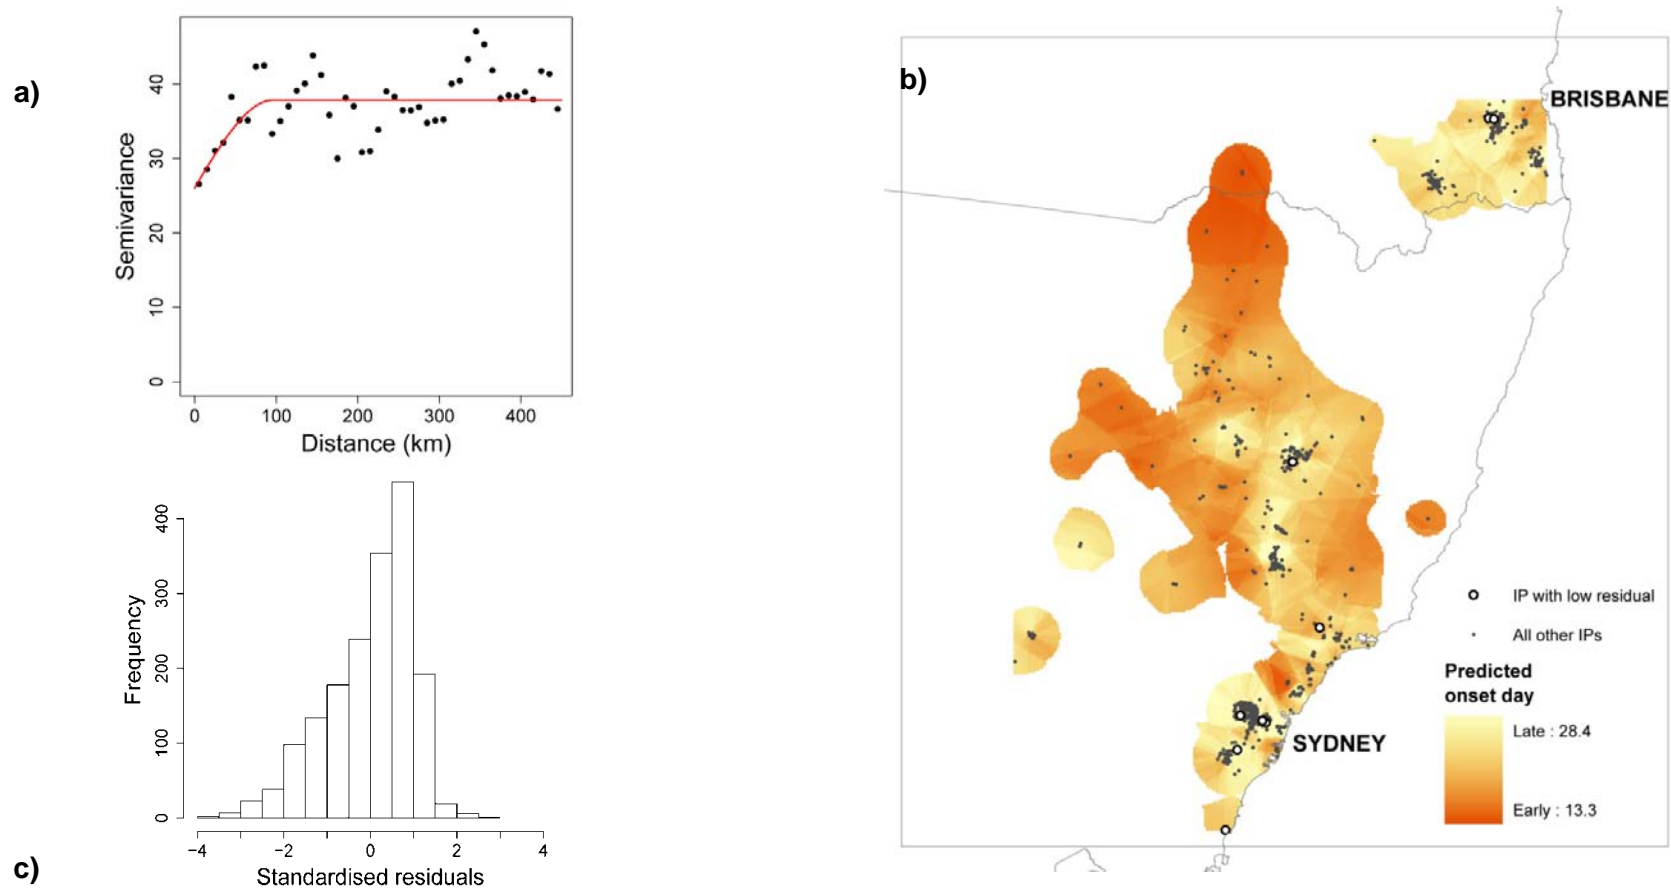 a)
Semivariance
40
30
20
10
0
0 100 200 300 400
Distance (km)
b)
BRISBANE
SYDNEY
IP with low residual
All other IPs
Predicted
onset day
Late : 28.4
Early : 13.3
c)
Frequency
400
300
200
100
0
−4 −2 0 2 4
Standardised residuals